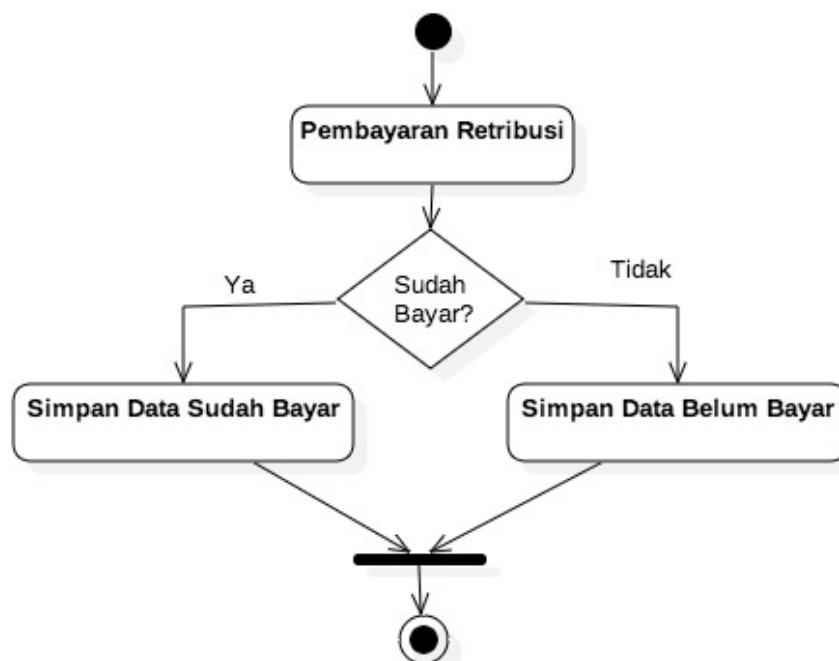 Pembayaran Retribusi
Sudah
Bayar?
Ya
Tidak
Simpan Data Sudah Bayar
Simpan Data Belum Bayar